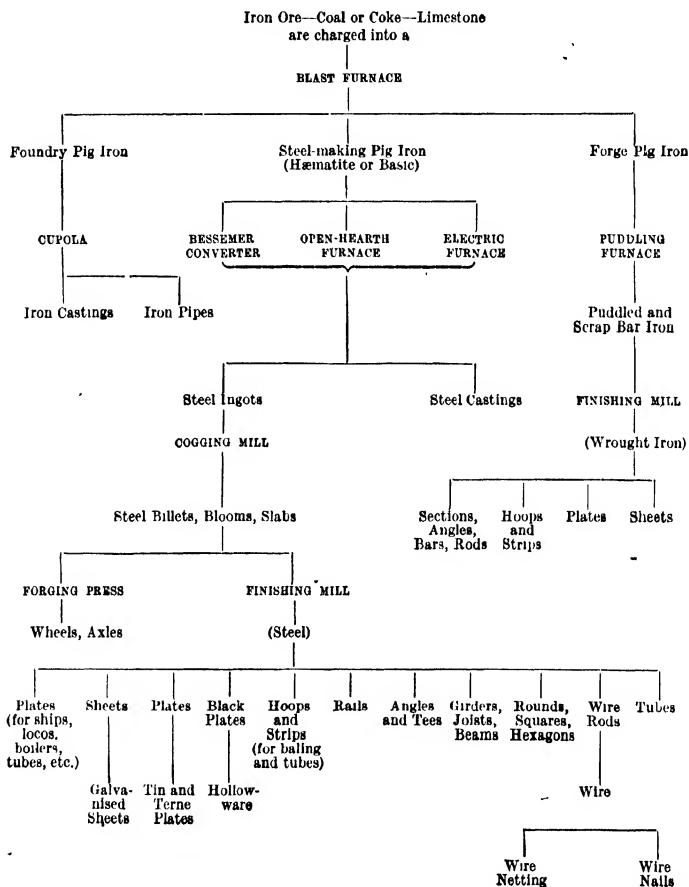 Iron Ore—Coal or Coke—Limestone
are charged into a
BLAST FURNACE
Foundry Pig Iron
Steel-making Pig Iron
(Hæmatite or Basic)
Forge Pig Iron
CUPOLA
BESSEMER
CONVERTER
OPEN-HEARTH
FURNACE
ELECTRIC
FURNACE
PUDDLING
FURNACE
Iron Castings
Iron Pipes
Puddled and
Scrap Bar Iron
Steel Ingots
Steel Castings
FINISHING MILL
COGGING MILL
(Wrought Iron)
Steel Billets, Blooms, Slabs
Sections,
Angles,
Bars, Rods
Hoops
and
Strips
Plates
Sheets
FORGING PRESS
FINISHING MILL
Wheels, Axles
(Steel)
Plates
(for ships,
locos,
boilers,
tubes, etc.)
Sheets
Plates
Black
Plates
Hoops
and
Strips
(for baling
and tubes)
Rails
Angles
and Tees
Girders,
Joists,
Beams
Rounds,
Squares,
Hexagons
Wire
Rods
Tubes
Galva-
nised
Sheets
Tin and
Terne
Plates
Hollow-
ware
Wire
Wire
Netting
Wire
Nails